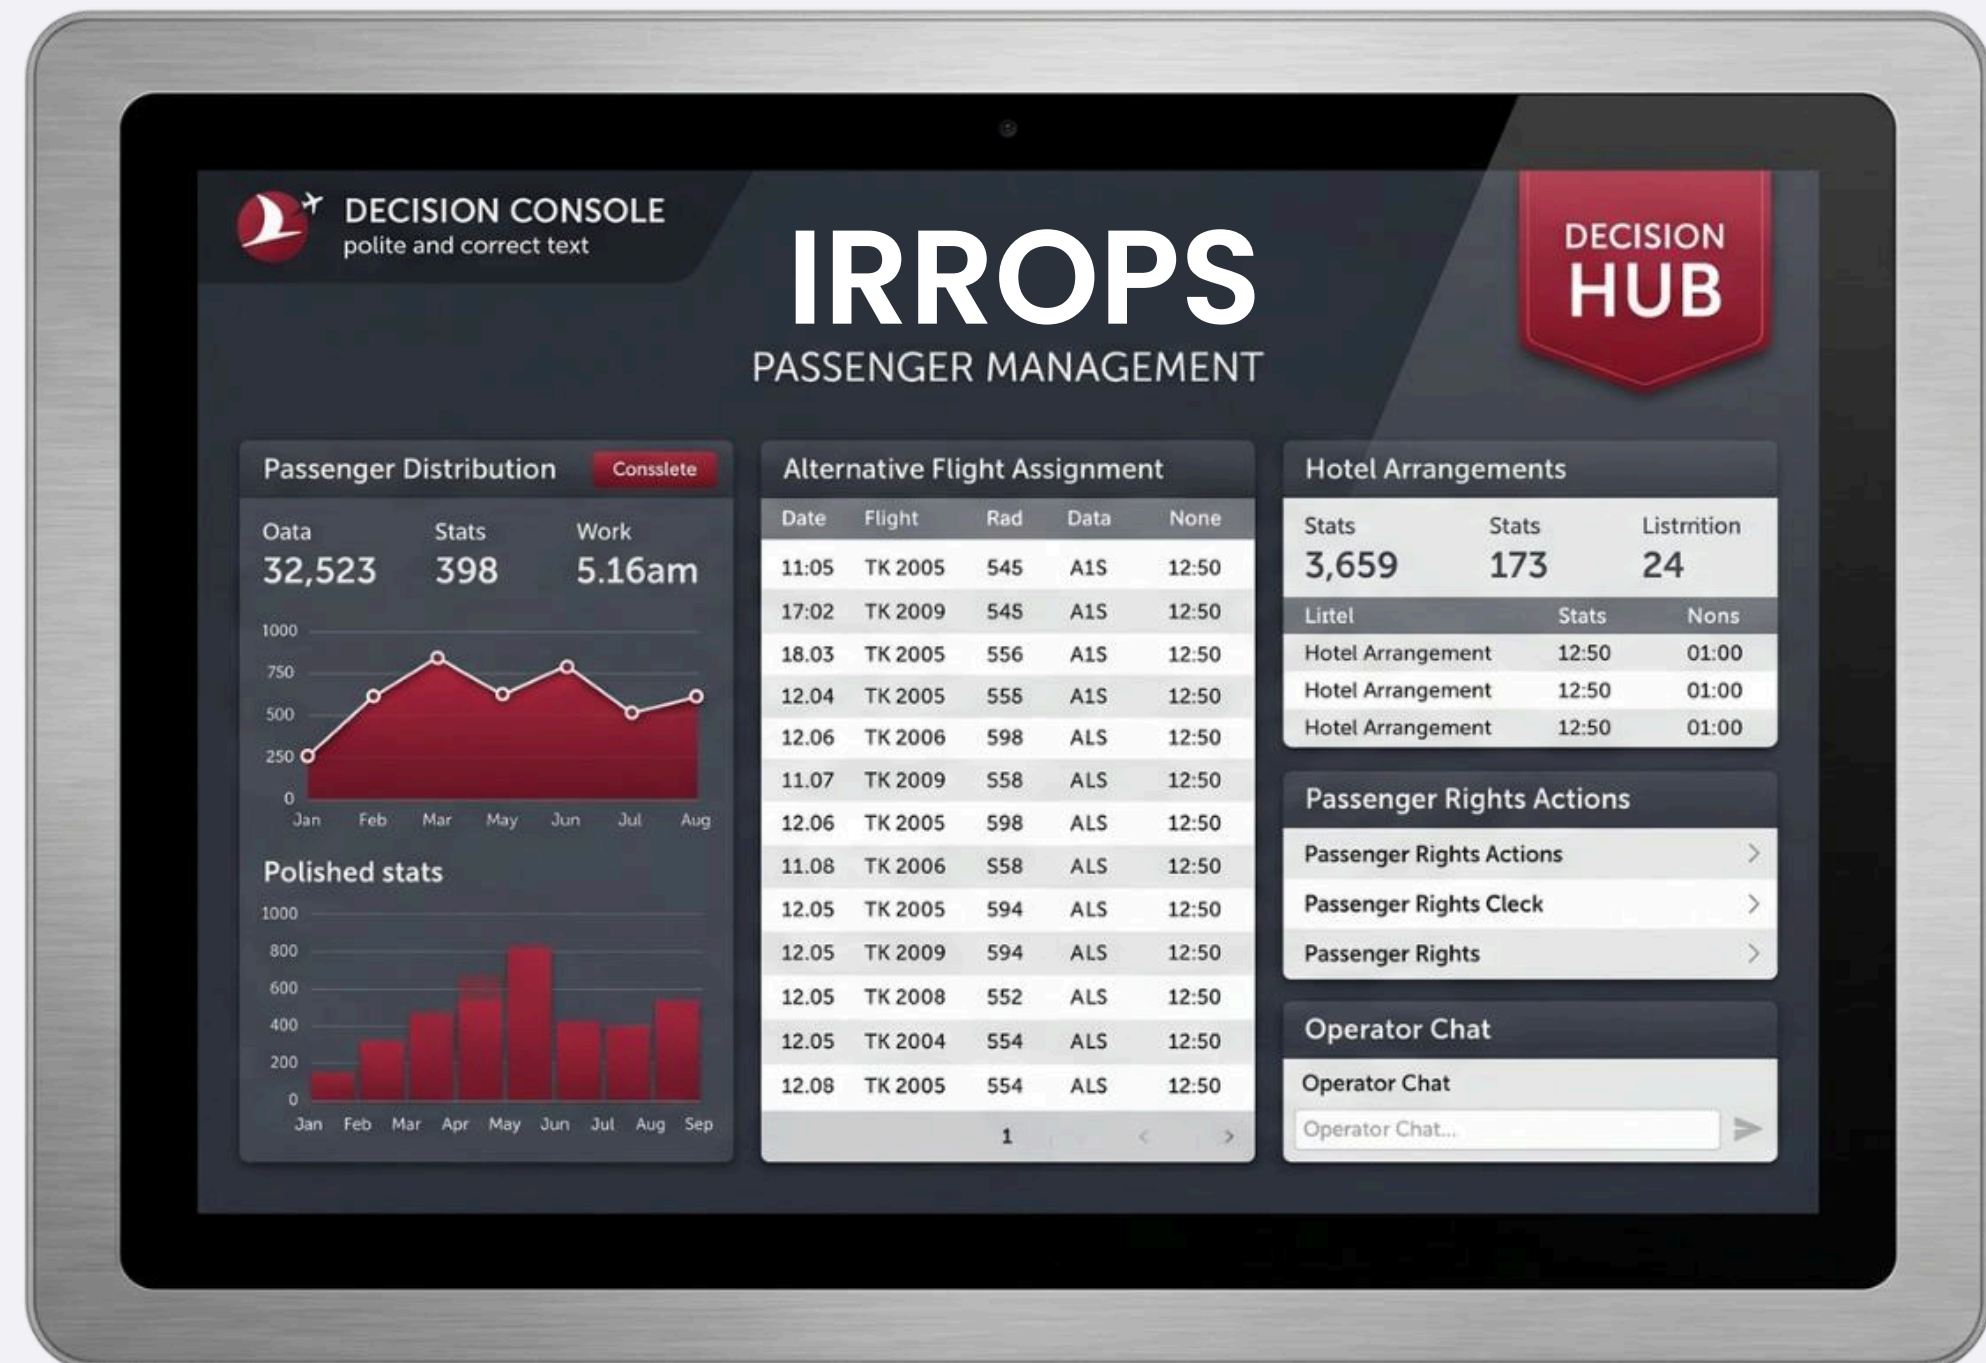 DECISION CONSOLE
polite and correct text
IRROPS
PASSENGER MANAGEMENT
DECISION
HUB
Passenger Distribution Consslete
Oata Stats Work
32,523 398 5.16am
1000
750
500
250
0
Jan Feb Mar May Jun Jul Aug
Polished stats
1000
800
600
400
200
0
Jan Feb Mar Apr May Jun Jul Aug Sep
Alternative Flight Assignment
Date Flight Rad Data None
11:05 TK 2005 545 A1S 12:50
17:02 TK 2009 545 A1S 12:50
18.03 TK 2005 556 A1S 12:50
12.04 TK 2005 555 A1S 12:50
12.06 TK 2006 598 ALS 12:50
11.07 TK 2009 558 ALS 12:50
12.06 TK 2005 598 ALS 12:50
11.08 TK 2006 558 ALS 12:50
12.05 TK 2005 594 ALS 12:50
12.05 TK 2009 594 ALS 12:50
12.05 TK 2008 552 ALS 12:50
12.05 TK 2004 554 ALS 12:50
12.08 TK 2005 554 ALS 12:50
1
Hotel Arrangements
Stats Stats
3,659 173 24
Stats Nons
Hotel Arrangement 12:50 01:00
Hotel Arrangement 12:50 01:00
Hotel Arrangement 12:50 01:00
Passenger Rights Actions
Passenger Rights Actions
Passenger Rights Cleck
Passenger Rights
Operator Chat
Operator Chat
Operator Chat...